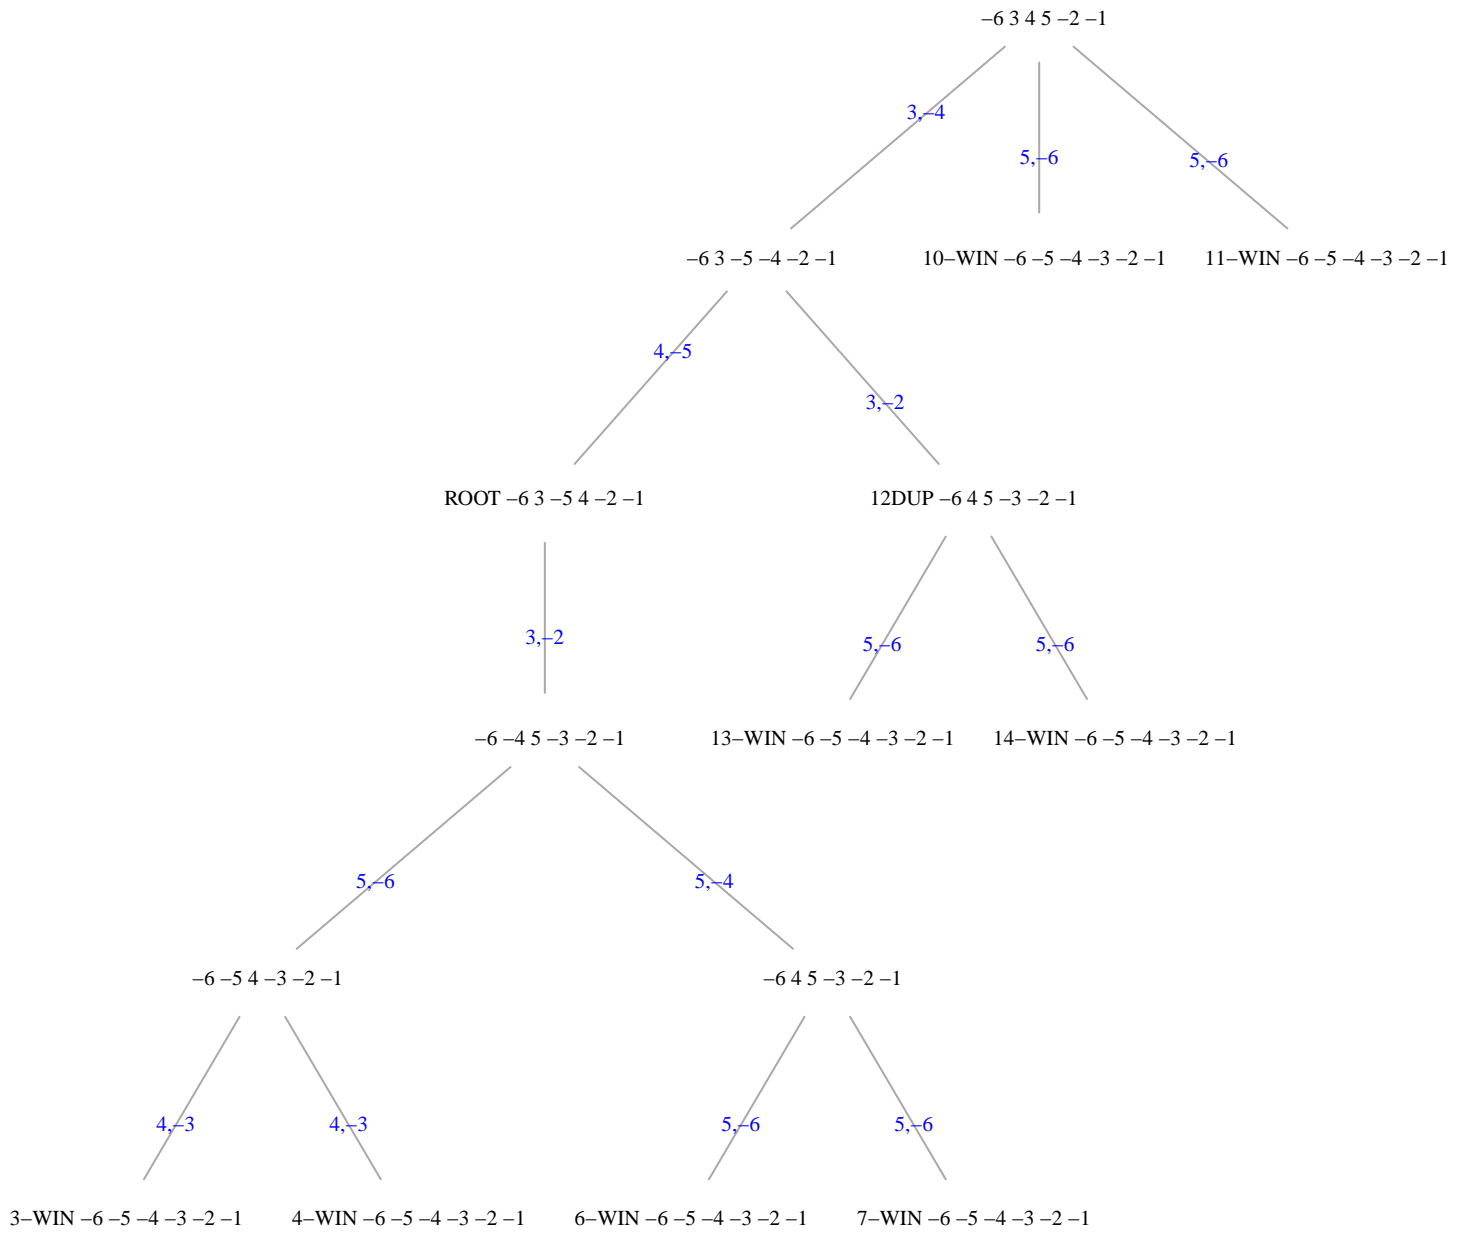 –6 3 4 5 –2 –1
3,–4
5,–6
5,–6
–6 3 –5 –4 –2 –1
10–WIN –6 –5 –4 –3 –2 –1
11–WIN –6 –5 –4 –3 –2 –1
4,–5
3,–2
ROOT –6 3 –5 4 –2 –1
12DUP –6 4 5 –3 –2 –1
3,–2
5,–6
5,–6
–6 –4 5 –3 –2 –1
13–WIN –6 –5 –4 –3 –2 –1
14–WIN –6 –5 –4 –3 –2 –1
5,–6
5,–4
–6 –5 4 –3 –2 –1
–6 4 5 –3 –2 –1
4,–3
4,–3
5,–6
5,–6
3–WIN –6 –5 –4 –3 –2 –1
4–WIN –6 –5 –4 –3 –2 –1
6–WIN –6 –5 –4 –3 –2 –1
7–WIN –6 –5 –4 –3 –2 –1